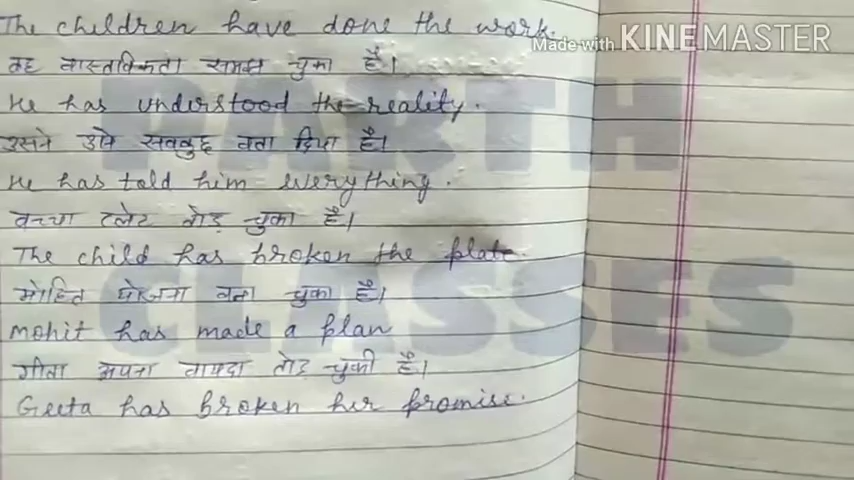 The children have done the work.
Made with KINEMASTER
वह वास्तविकता समझ चुका है।
He has understood the reality.
उसने उसे सबकुछ बता दिया है।
He has told him everything.
बच्चा प्लेट तोड़ चुका है।
The child has broken the plate.
मोहित योजना बना चुका है।
Mohit has made a plan
गीता अपना वायदा तोड़ चुकी है।
Geeta has broken her promise.
PARTH
CLASSES